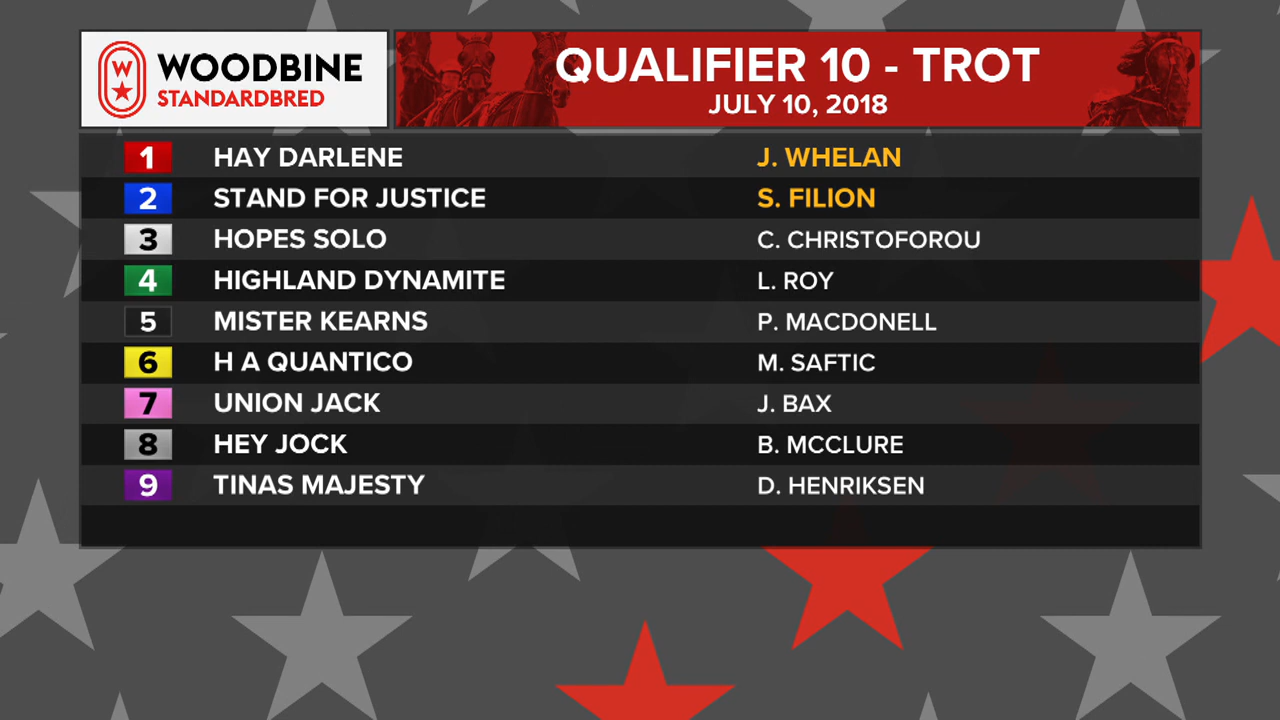 W
WOODBINE
STANDARDBRED
QUALIFIER 10 - TROT
JULY 10, 2018
1 HAY DARLENE J. WHELAN
2 STAND FOR JUSTICE S. FILION
3 HOPES SOLO C. CHRISTOFOROU
4 HIGHLAND DYNAMITE L. ROY
5 MISTER KEARNS P. MACDONELL
6 H A QUANTICO M. SAFTIC
7 UNION JACK J. BAX
8 HEY JOCK B. MCCLURE
9 TINAS MAJESTY D. HENRIKSEN